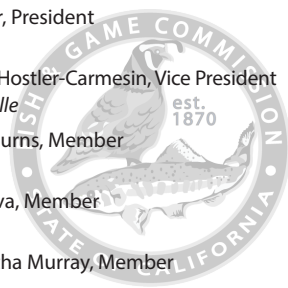 r, President
Hostler-Carmesin, Vice President
lle
urns, Member
va, Member
ha Murray, Member
FISH & GAME COMMISSION
est.
1870
STATE OF CALIFORNIA